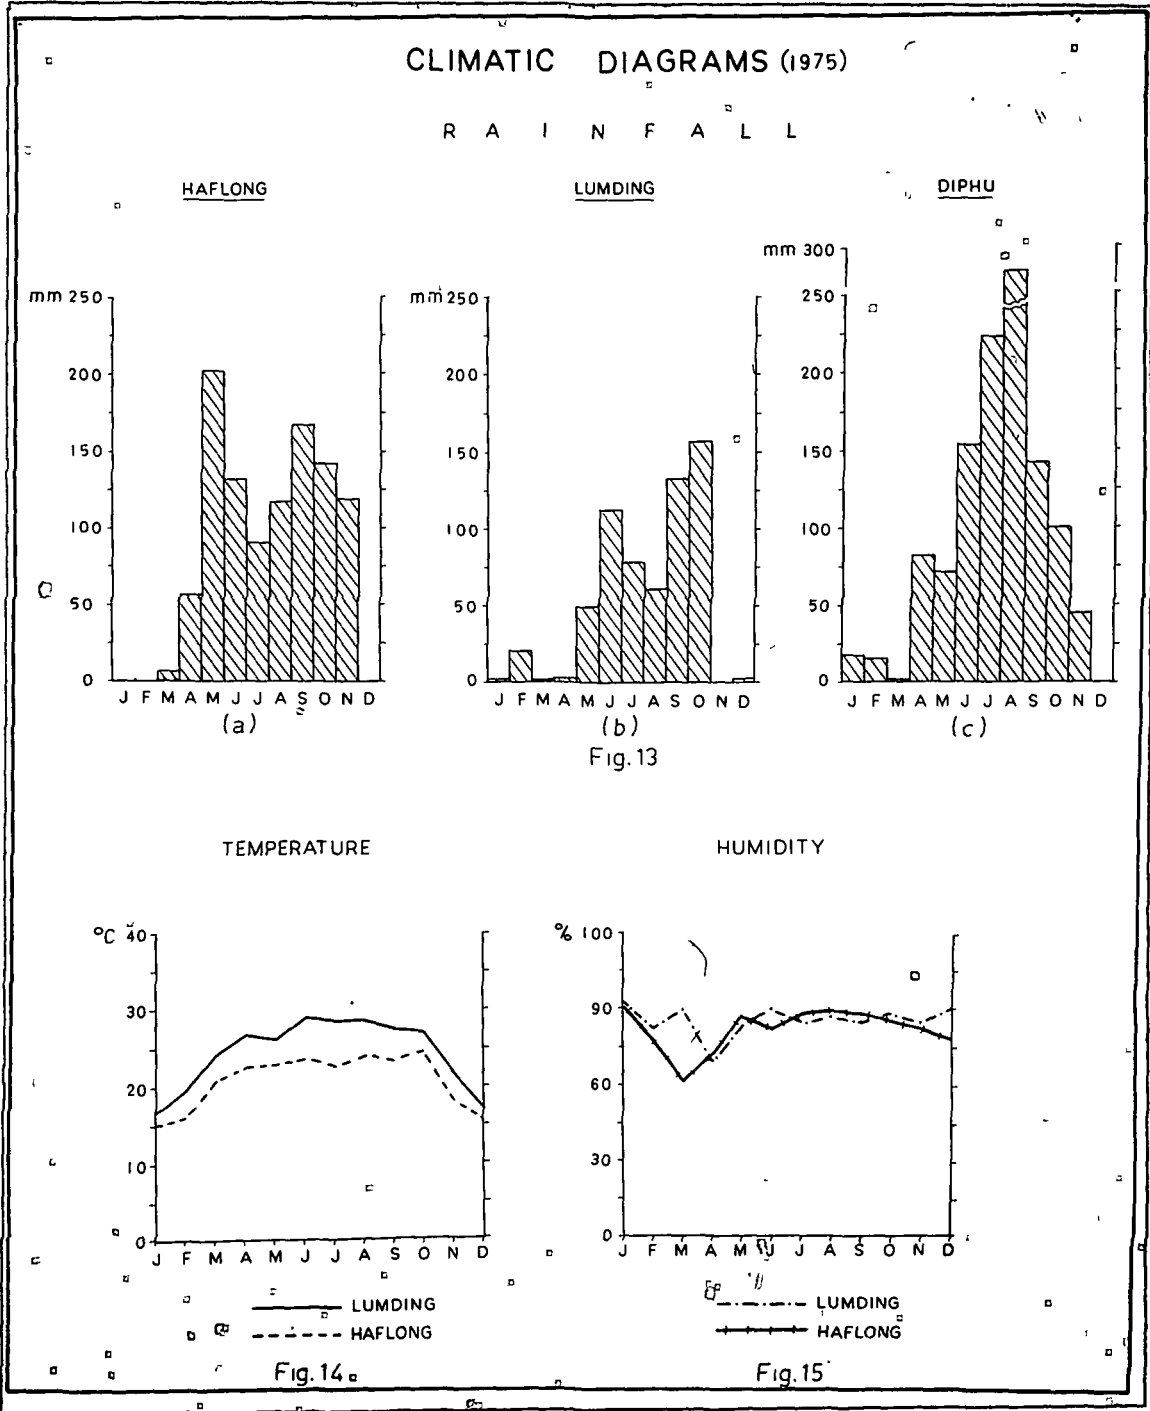 CLIMATIC DIAGRAMS (1975)
RAINFALL
HAFLONG
mm 250
200
150
100
50
0
J F M A M J J A S O N D
(a)
LUMDING
mm 250
200
150
100
50
0
J F M A M J J A S O N D
(b)
DIPHU
mm 300
250
200
150
100
50
0
J F M A M J J A S O N D
(c)
Fig.13
TEMPERATURE
°C 40
30
20
10
0
J F M A M J J A S O N D
LUMDING
HAFLONG
Fig.14
HUMIDITY
% 100
90
60
30
0
J F M A M J J A S O N D
LUMDING
HAFLONG
Fig.15